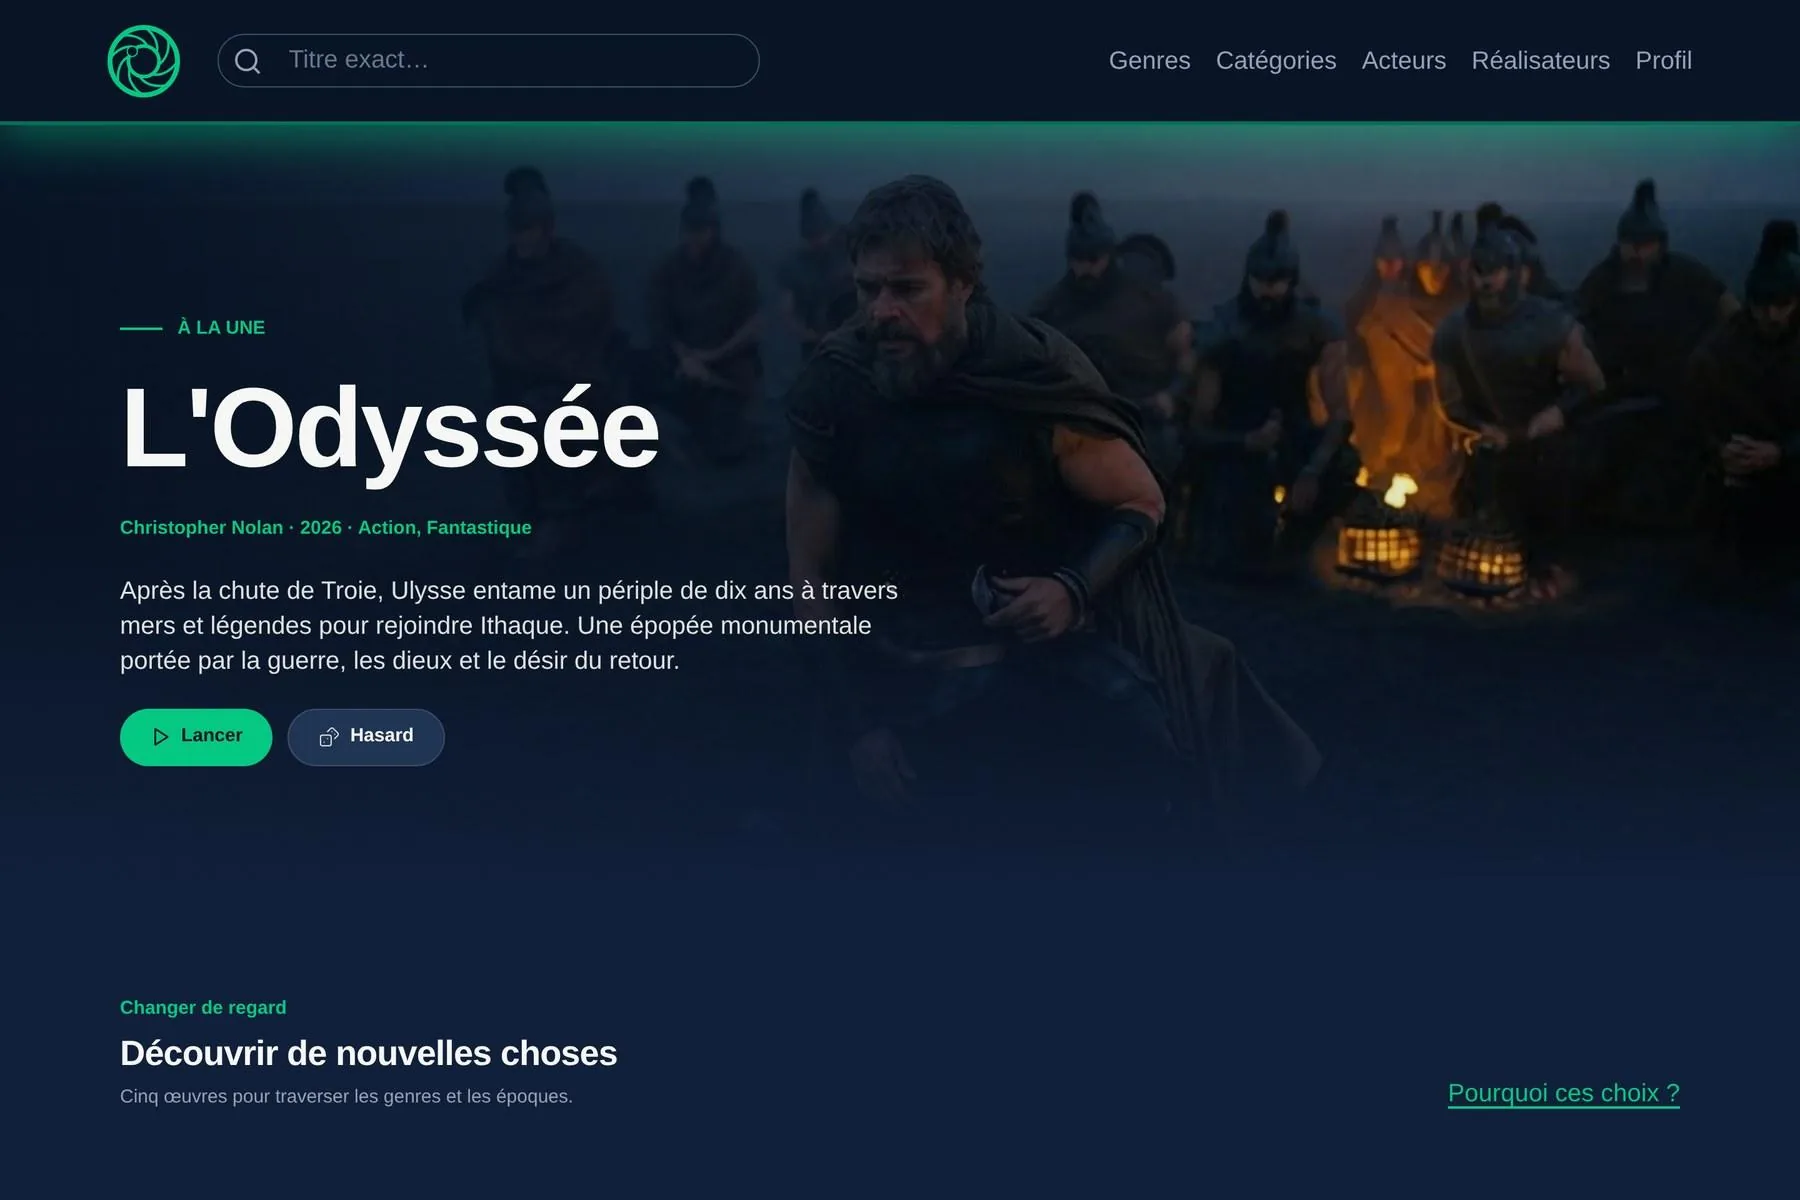 Titre exact…
Genres Catégories Acteurs Réalisateurs Profil
À LA UNE
L'Odyssée
Christopher Nolan · 2026 · Action, Fantastique
Après la chute de Troie, Ulysse entame un périple de dix ans à travers
mers et légendes pour rejoindre Ithaque. Une épopée monumentale
portée par la guerre, les dieux et le désir du retour.
Lancer
Hasard
Changer de regard
Découvrir de nouvelles choses
Cinq œuvres pour traverser les genres et les époques.
Pourquoi ces choix ?